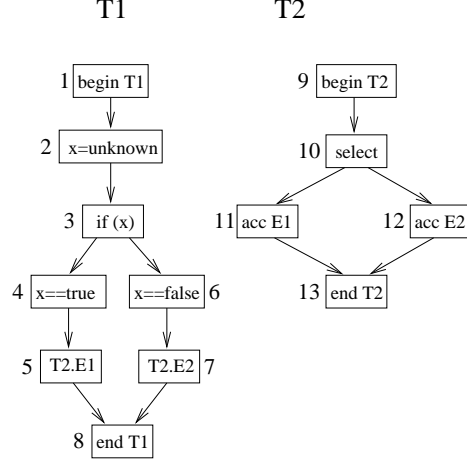 T1
T2
1 begin T1
2 x=unknown
3 if (x)
4 x==true
x==false 6
5 T2.E1
T2.E2 7
8 end T1
9 begin T2
10 select
11 acc E1
12 acc E2
13 end T2